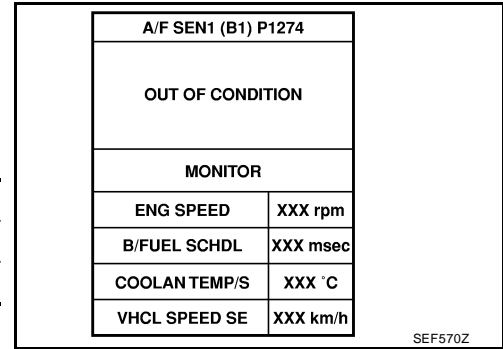 A/F SEN1 (B1) P1274
OUT OF CONDITION
MONITOR
ENG SPEED XXX rpm
B/FUEL SCHDL XXX msec
COOLAN TEMP/S XXX ˚C
VHCL SPEED SE XXX km/h
SEF570Z